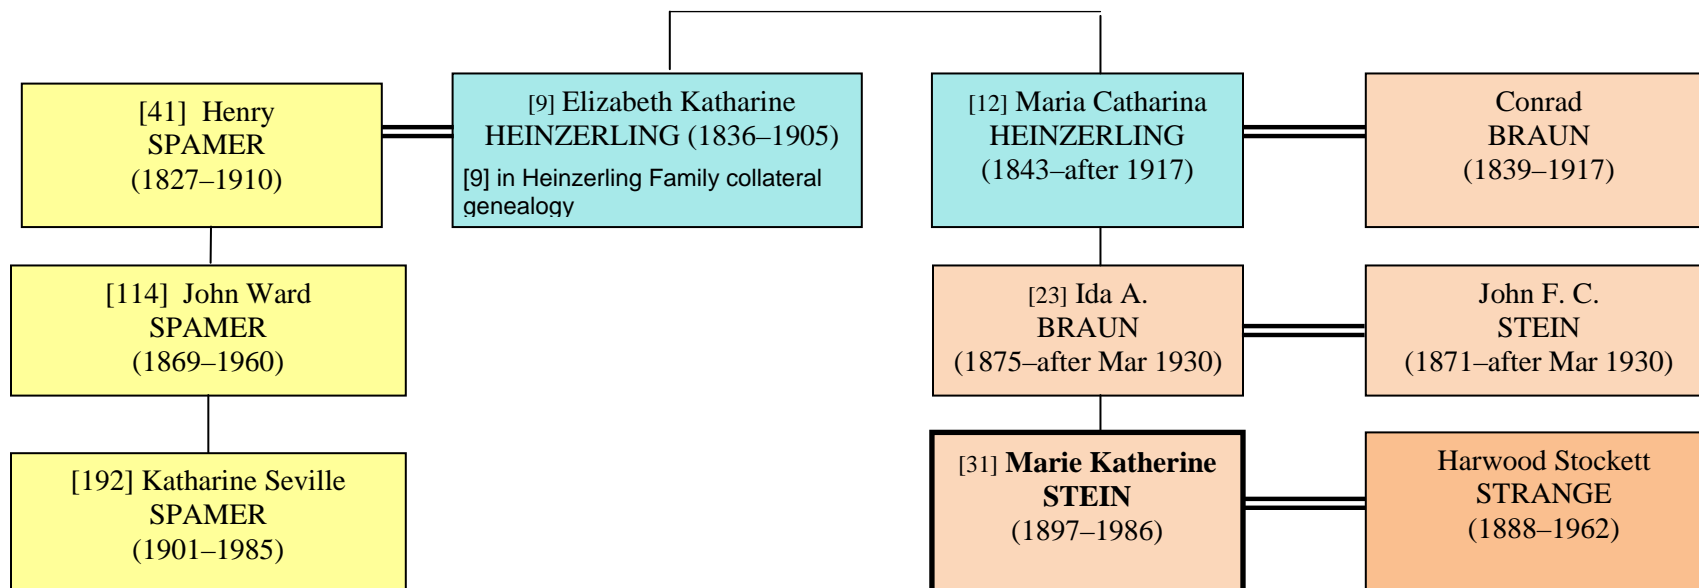 [41] Henry
SPAMER
(1827–1910)
[9] Elizabeth Katharine
HEINZERLING (1836–1905)
[9] in Heinzerling Family collateral
genealogy
[12] Maria Catharina
HEINZERLING
(1843–after 1917)
Conrad
BRAUN
(1839–1917)
[114] John Ward
SPAMER
(1869–1960)
[23] Ida A.
BRAUN
(1875–after Mar 1930)
John F. C.
STEIN
(1871–after Mar 1930)
[192] Katharine Seville
SPAMER
(1901–1985)
[31] Marie Katherine
STEIN
(1897–1986)
Harwood Stockett
STRANGE
(1888–1962)